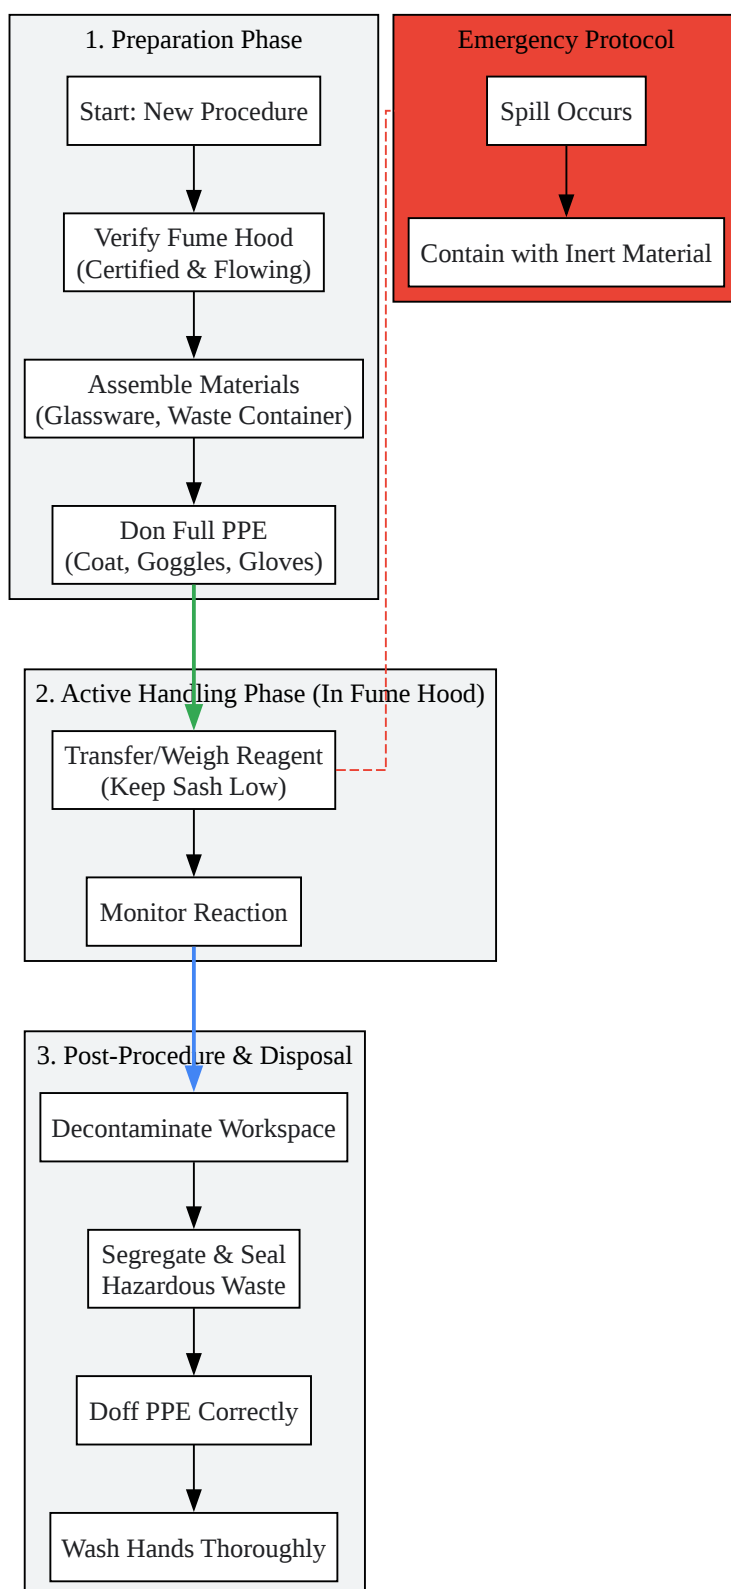 1. Preparation Phase
Start: New Procedure
Verify Fume Hood
(Certified & Flowing)
Assemble Materials
(Glassware, Waste Container)
Don Full PPE
(Coat, Goggles, Gloves)
Emergency Protocol
Spill Occurs
Contain with Inert Material
2. Active Handling Phase (In Fume Hood)
Transfer/Weigh Reagent
(Keep Sash Low)
Monitor Reaction
3. Post-Procedure & Disposal
Decontaminate Workspace
Segregate & Seal
Hazardous Waste
Doff PPE Correctly
Wash Hands Thoroughly